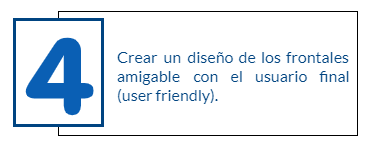 4
Crear un diseño de los frontales
amigable con el usuario final
(user friendly).